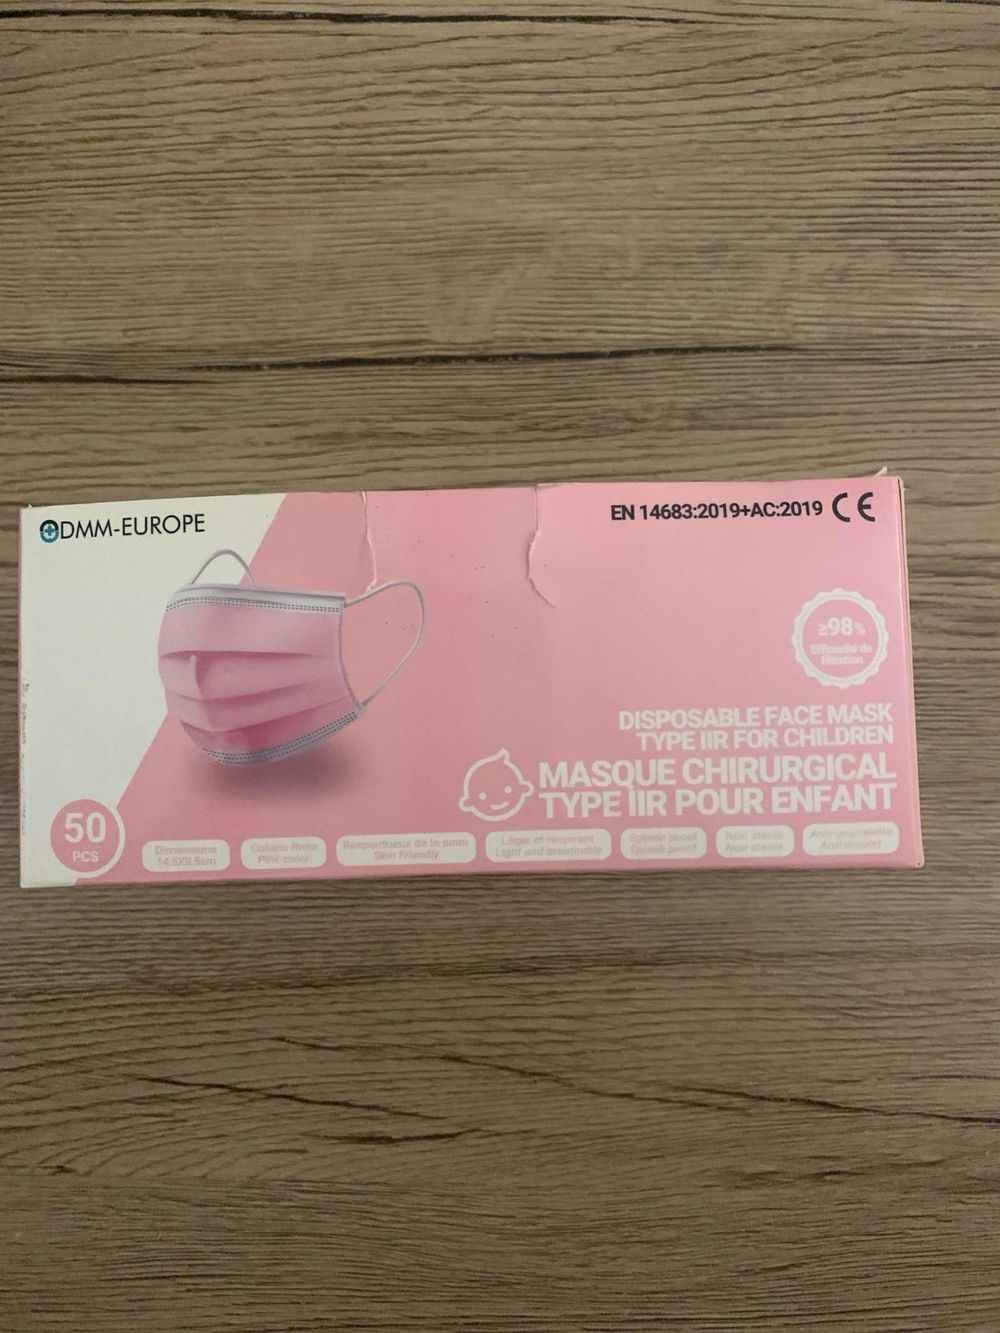 DMM-EUROPE
EN 14683:2019+AC:2019 CE
≥98%
Efficacité de
filtration
DISPOSABLE FACE MASK
TYPE IIR FOR CHILDREN
MASQUE CHIRURGICAL
TYPE IIR POUR ENFANT
50
PCS
Dimensions
14,5X9,5cm
Coloris Rose
Pink color
Respectueux de la peau
Skin Friendly
Léger et respirant
Light and breathable
Splash proof
Splash proof
Non stérile
Non sterile
Anti-gouttelette
Anti droplet